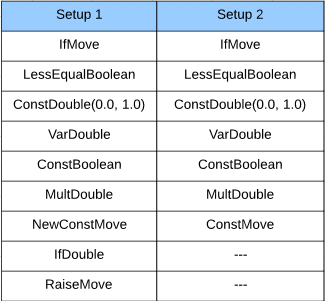 Setup 1 Setup 2
IfMove IfMove
LessEqualBoolean LessEqualBoolean
ConstDouble(0.0, 1.0) ConstDouble(0.0, 1.0)
VarDouble VarDouble
ConstBoolean ConstBoolean
MultDouble MultDouble
NewConstMove ConstMove
IfDouble ---
RaiseMove ---